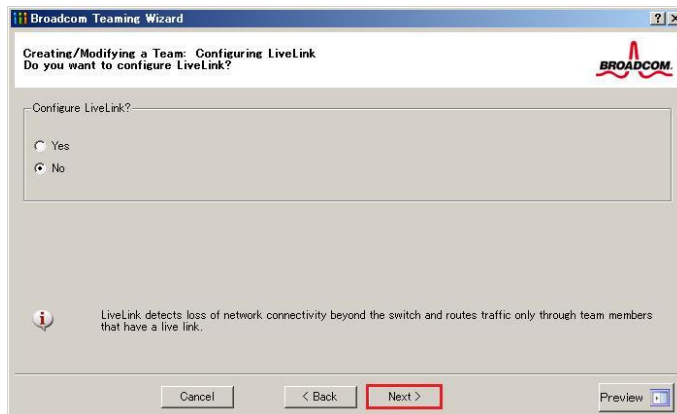 Broadcom Teaming Wizard
Creating/Modifying a Team: Configuring LiveLink
Do you want to configure LiveLink?
BROADCOM.
Configure LiveLink?
Yes
No
LiveLink detects loss of network connectivity beyond the switch and routes traffic only through team members
that have a live link.
Cancel
< Back
Next >
Preview